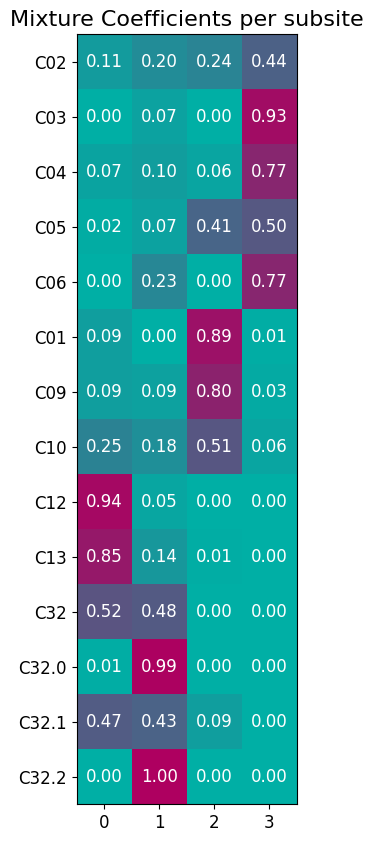 Mixture Coefficients per subsite
C02 0.11 0.20 0.24 0.44
C03 0.00 0.07 0.00 0.93
C04 0.07 0.10 0.06 0.77
C05 0.02 0.07 0.41 0.50
C06 0.00 0.23 0.00 0.77
C01 0.09 0.00 0.89 0.01
C09 0.09 0.09 0.80 0.03
C10 0.25 0.18 0.51 0.06
C12 0.94 0.05 0.00 0.00
C13 0.85 0.14 0.01 0.00
C32 0.52 0.48 0.00 0.00
C32.0 0.01 0.99 0.00 0.00
C32.1 0.47 0.43 0.09 0.00
C32.2 0.00 1.00 0.00 0.00
0 1 2 3